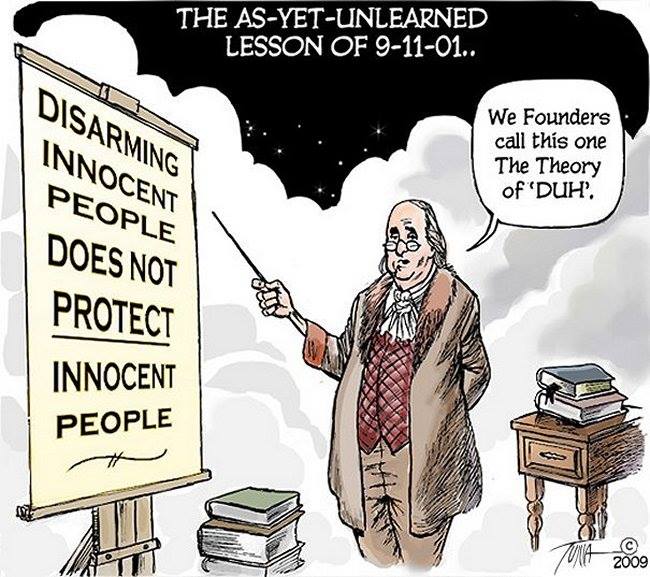 THE AS-YET-UNLEARNED
LESSON OF 9-11-01..
DISARMING
INNOCENT
PEOPLE
DOES NOT
PROTECT
INNOCENT
PEOPLE
We Founders
call this one
The Theory
of ‘DUH’.
©
2009